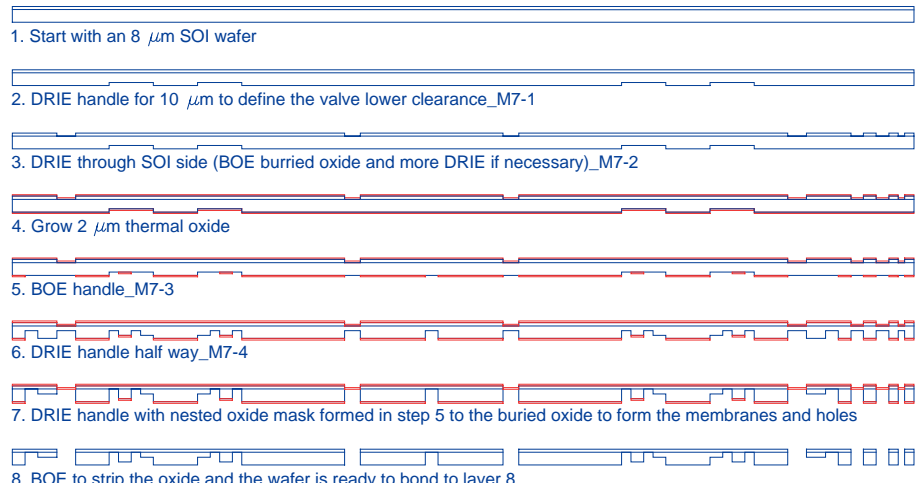 1. Start with an 8 μm SOI wafer
2. DRIE handle for 10 μm to define the valve lower clearance_M7-1
3. DRIE through SOI side (BOE burried oxide and more DRIE if necessary)_M7-2
4. Grow 2 μm thermal oxide
5. BOE handle_M7-3
6. DRIE handle half way_M7-4
7. DRIE handle with nested oxide mask formed in step 5 to the buried oxide to form the membranes and holes
8. BOE to strip the oxide and the wafer is ready to bond to layer 8